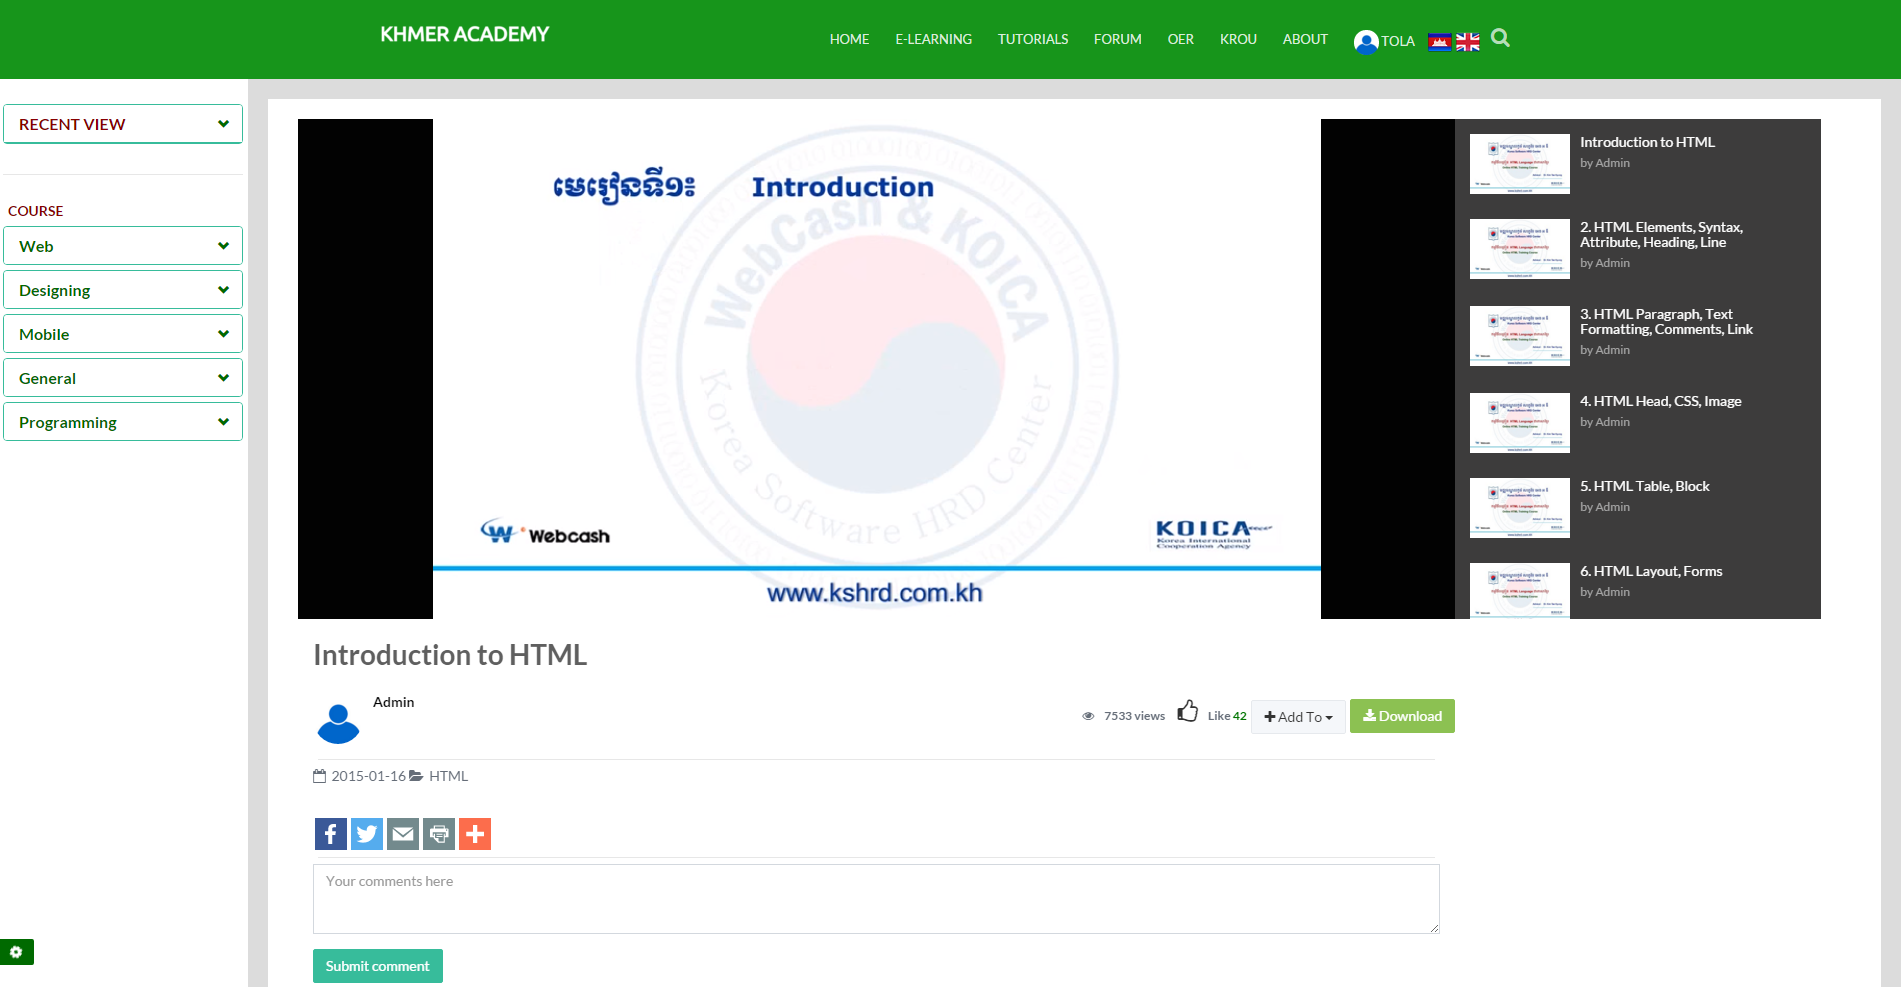 KHMER ACADEMY
HOME E-LEARNING TUTORIALS FORUM OER KROU ABOUT TOLA
RECENT VIEW
COURSE
Web
Designing
Mobile
General
Programming
មេរៀនទី១៖ Introduction
WebCash & KOICA
Korea Software HRD Center
Webcash
KOICA
Korea International
Cooperation Agency
www.kshrd.com.kh
Introduction to HTML
by Admin
2. HTML Elements, Syntax,
Attribute, Heading, Line
by Admin
3. HTML Paragraph, Text
Formatting, Comments, Link
by Admin
4. HTML Head, CSS, Image
by Admin
5. HTML Table, Block
by Admin
6. HTML Layout, Forms
by Admin
Introduction to HTML
Admin
7533 views Like 42 Add To Download
2015-01-16 HTML
Your comments here
Submit comment